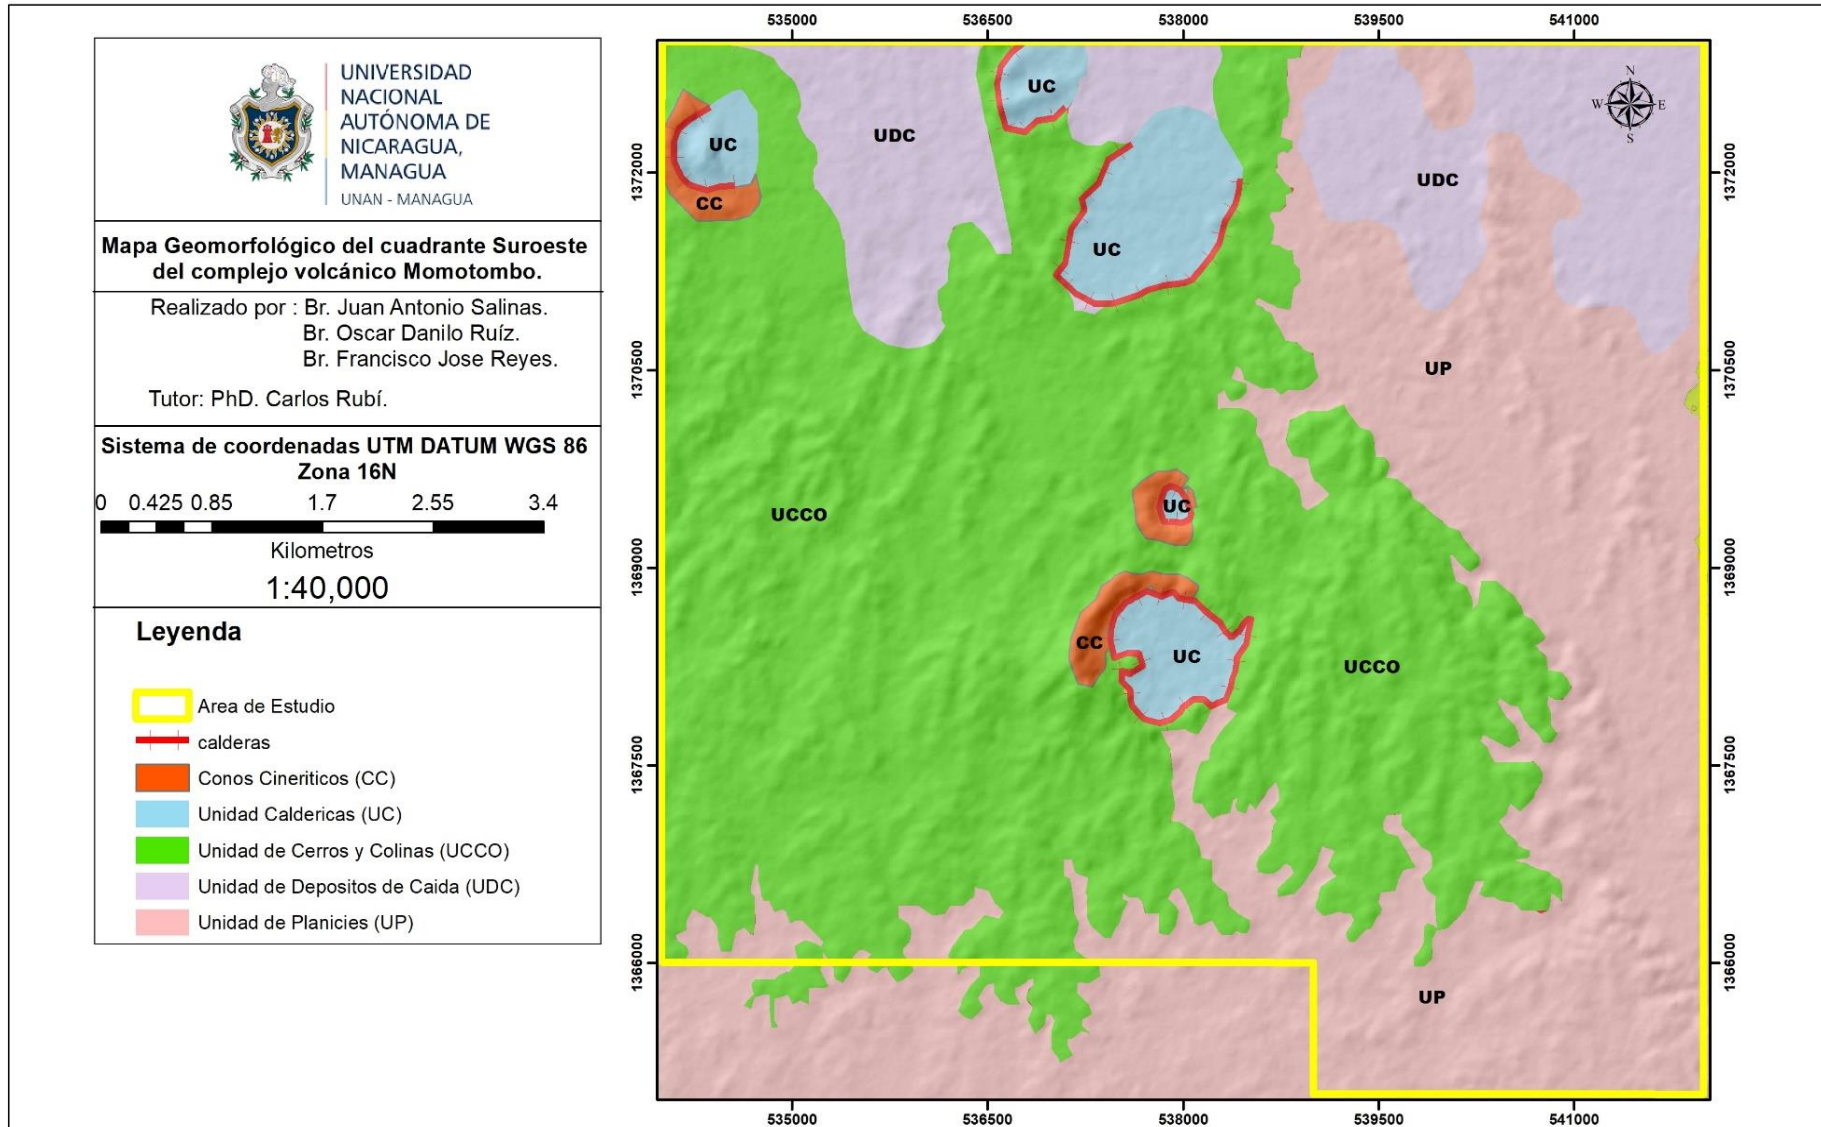 UNIVERSIDAD
NACIONAL
AUTÓNOMA DE
NICARAGUA,
MANAGUA
UNAN - MANAGUA
Mapa Geomorfológico del cuadrante Suroeste
del complejo volcánico Momotombo.
Realizado por : Br. Juan Antonio Salinas.
Br. Oscar Danilo Ruíz.
Br. Francisco Jose Reyes.
Tutor: PhD. Carlos Rubí.
Sistema de coordenadas UTM DATUM WGS 86
Zona 16N
0 0.425 0.85 1.7 2.55 3.4
Kilometros
1:40,000
Leyenda
Area de Estudio
calderas
Conos Cineriticos (CC)
Unidad Caldericas (UC)
Unidad de Cerros y Colinas (UCCO)
Unidad de Depositos de Caida (UDC)
Unidad de Planicies (UP)
535000 536500 538000 539500 541000
1372000
1370500
1369000
1367500
1366000
N
W E
S
UC
UDC
UC
UDC
CC
UC
UP
UC
UCCO
CC
UC
UCCO
UP
1372000
1370500
1369000
1367500
1366000
535000 536500 538000 539500 541000